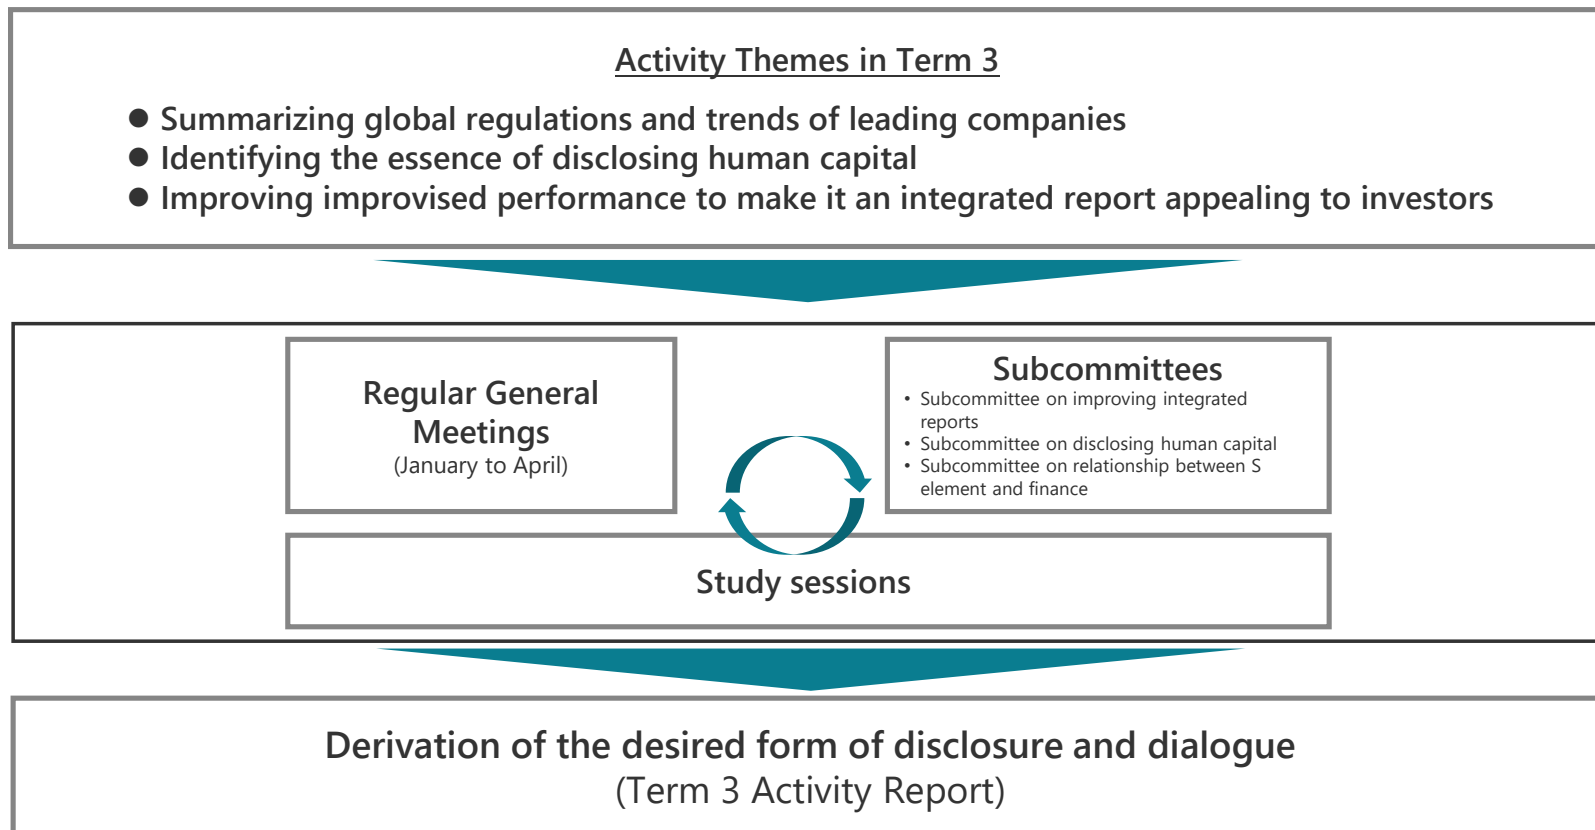 Activity Themes in Term 3
● Summarizing global regulations and trends of leading companies
● Identifying the essence of disclosing human capital
● Improving improvised performance to make it an integrated report appealing to investors
Regular General
Meetings
(January to April)
Subcommittees
• Subcommittee on improving integrated
reports
• Subcommittee on disclosing human capital
• Subcommittee on relationship between S
element and finance
Study sessions
Derivation of the desired form of disclosure and dialogue
(Term 3 Activity Report)